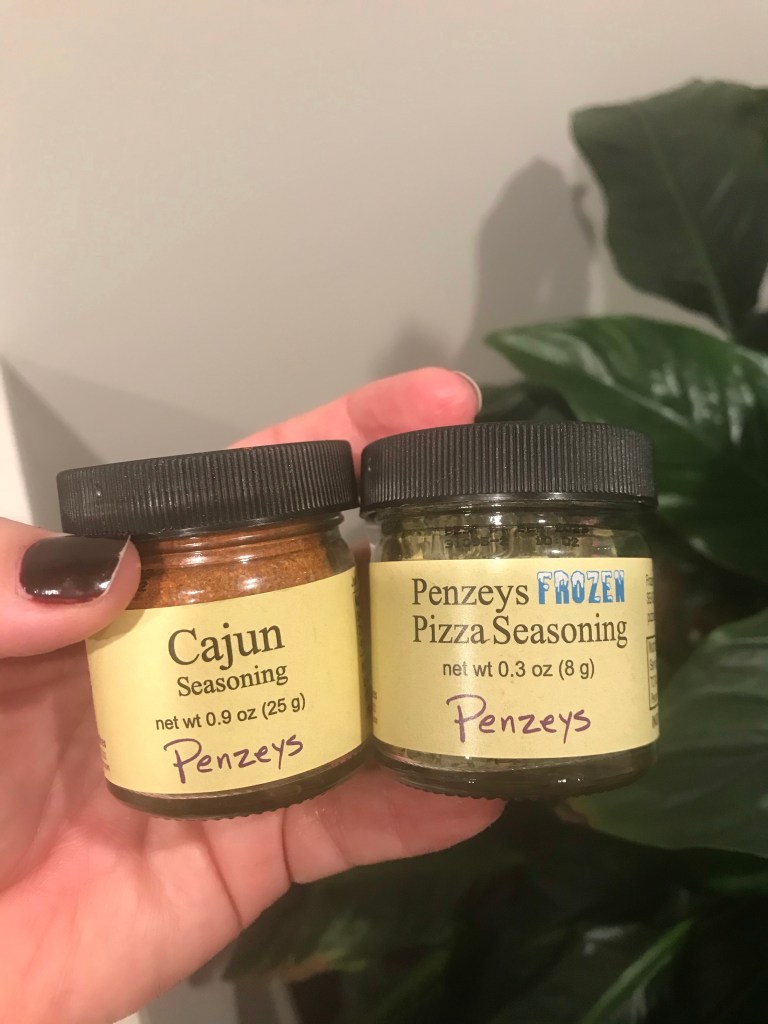 Cajun
Seasoning
net wt 0.9 oz (25 g)
Penzeys
Penzeys FROZEN
Pizza Seasoning
net wt 0.3 oz (8 g)
Penzeys